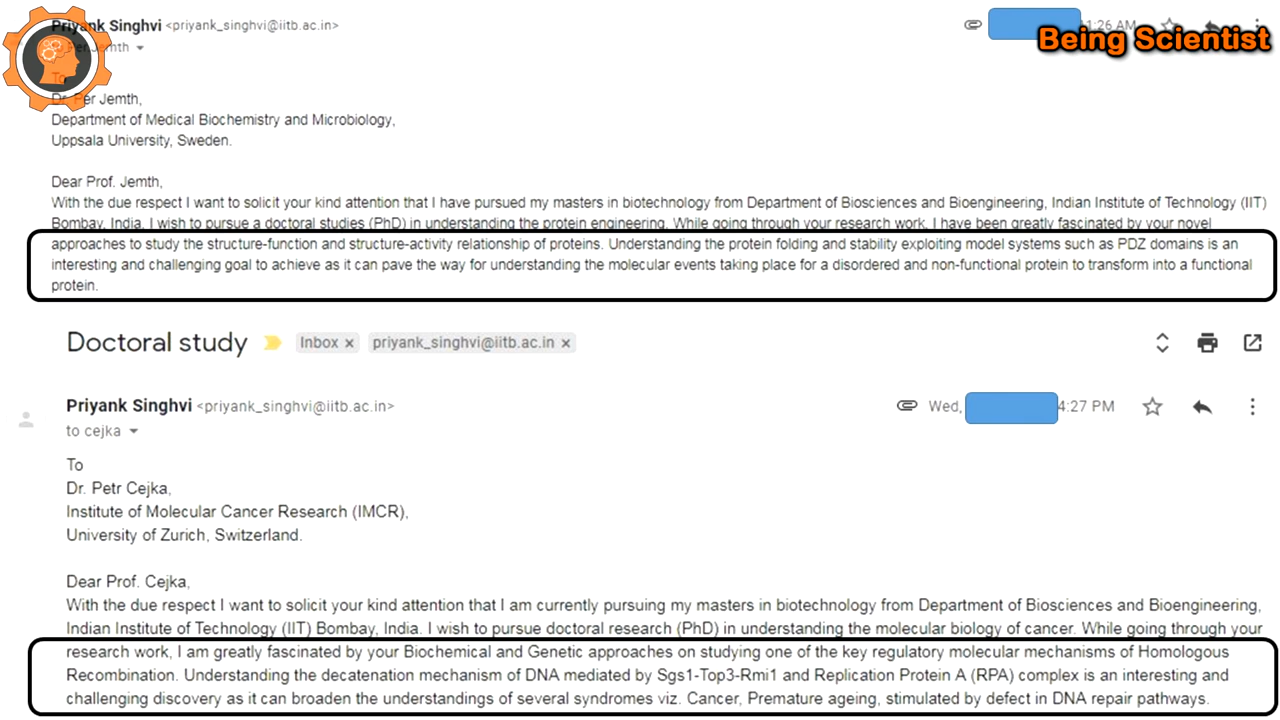 Priyank Singhvi <priyank_singhvi@iitb.ac.in>
11:26 AM
Being Scientist
to Per Jemth
To
Dr. Per Jemth,
Department of Medical Biochemistry and Microbiology,
Uppsala University, Sweden.
Dear Prof. Jemth,
With the due respect I want to solicit your kind attention that I have pursued my masters in biotechnology from Department of Biosciences and Bioengineering, Indian Institute of Technology (IIT)
Bombay, India. I wish to pursue a doctoral studies (PhD) in understanding the protein engineering. While going through your research work, I have been greatly fascinated by your novel
approaches to study the structure-function and structure-activity relationship of proteins. Understanding the protein folding and stability exploiting model systems such as PDZ domains is an
interesting and challenging goal to achieve as it can pave the way for understanding the molecular events taking place for a disordered and non-functional protein to transform into a functional
protein.
Doctoral study
Inbox ×
priyank_singhvi@iitb.ac.in ×
Priyank Singhvi <priyank_singhvi@iitb.ac.in>
Wed, 4:27 PM
to cejka
To
Dr. Petr Cejka,
Institute of Molecular Cancer Research (IMCR),
University of Zurich, Switzerland.
Dear Prof. Cejka,
With the due respect I want to solicit your kind attention that I am currently pursuing my masters in biotechnology from Department of Biosciences and Bioengineering,
Indian Institute of Technology (IIT) Bombay, India. I wish to pursue doctoral research (PhD) in understanding the molecular biology of cancer. While going through your
research work, I am greatly fascinated by your Biochemical and Genetic approaches on studying one of the key regulatory molecular mechanisms of Homologous
Recombination. Understanding the decatenation mechanism of DNA mediated by Sgs1-Top3-Rmi1 and Replication Protein A (RPA) complex is an interesting and
challenging discovery as it can broaden the understandings of several syndromes viz. Cancer, Premature ageing, stimulated by defect in DNA repair pathways.